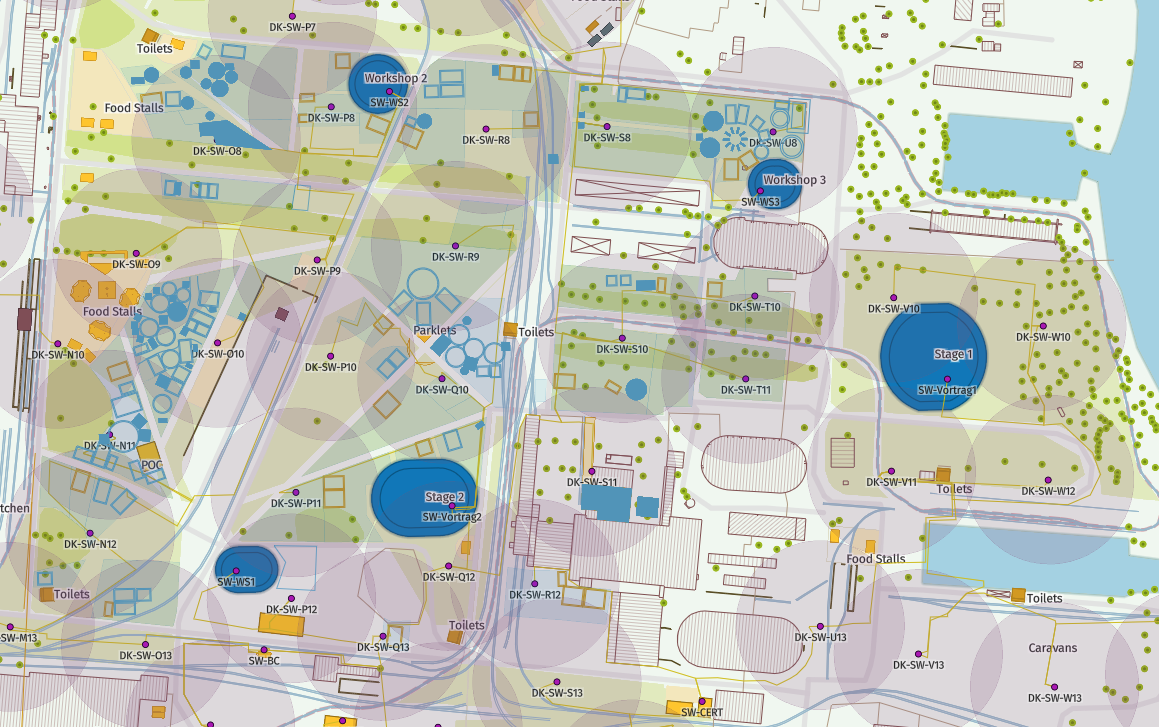 Food Stalls
DK-SW-P7
Toilets
Workshop 2
SW-WS2
Food Stalls
DK-SW-P8
DK-SW-O8
DK-SW-R8
DK-SW-S8
DK-SW-U8
Workshop 3
SW-WS3
DK-SW-O9
DK-SW-P9
DK-SW-R9
Food Stalls
DK-SW-T10
DK-SW-V10
Parklets
Toilets
DK-SW-W10
DK-SW-N10
DK-SW-O10
DK-SW-P10
DK-SW-S10
Stage 1
DK-SW-Q10
DK-SW-T11
SW-Vortrag1
DK-SW-N11
POC
DK-SW-S11
DK-SW-V11
Toilets
DK-SW-W12
DK-SW-P11
Stage 2
SW-Vortrag2
tchen
DK-SW-N12
Food Stalls
SW-WS1
DK-SW-Q12
Toilets
DK-SW-R12
Toilets
DK-SW-P12
Toilets
SW-M13
DK-SW-O13
SW-BC
DK-SW-Q13
DK-SW-U13
Caravans
DK-SW-V13
DK-SW-S13
DK-SW-W13
SW-CERT